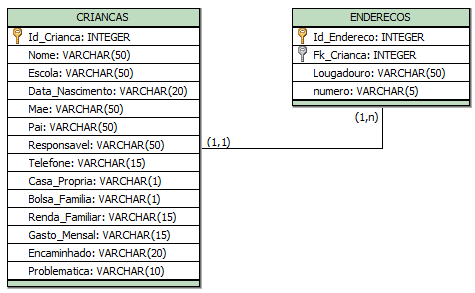 CRIANCAS
Id_Crianca: INTEGER
Nome: VARCHAR(50)
Escola: VARCHAR(50)
Data_Nascimento: VARCHAR(20)
Mae: VARCHAR(50)
Pai: VARCHAR(50)
Responsavel: VARCHAR(50)
Telefone: VARCHAR(15)
Casa_Propria: VARCHAR(1)
Bolsa_Familia: VARCHAR(1)
Renda_Familiar: VARCHAR(15)
Gasto_Mensal: VARCHAR(15)
Encaminhado: VARCHAR(20)
Problematica: VARCHAR(10)
(1,1)
ENDERECOS
Id_Endereco: INTEGER
Fk_Crianca: INTEGER
Lougadouro: VARCHAR(50)
numero: VARCHAR(5)
(1,n)